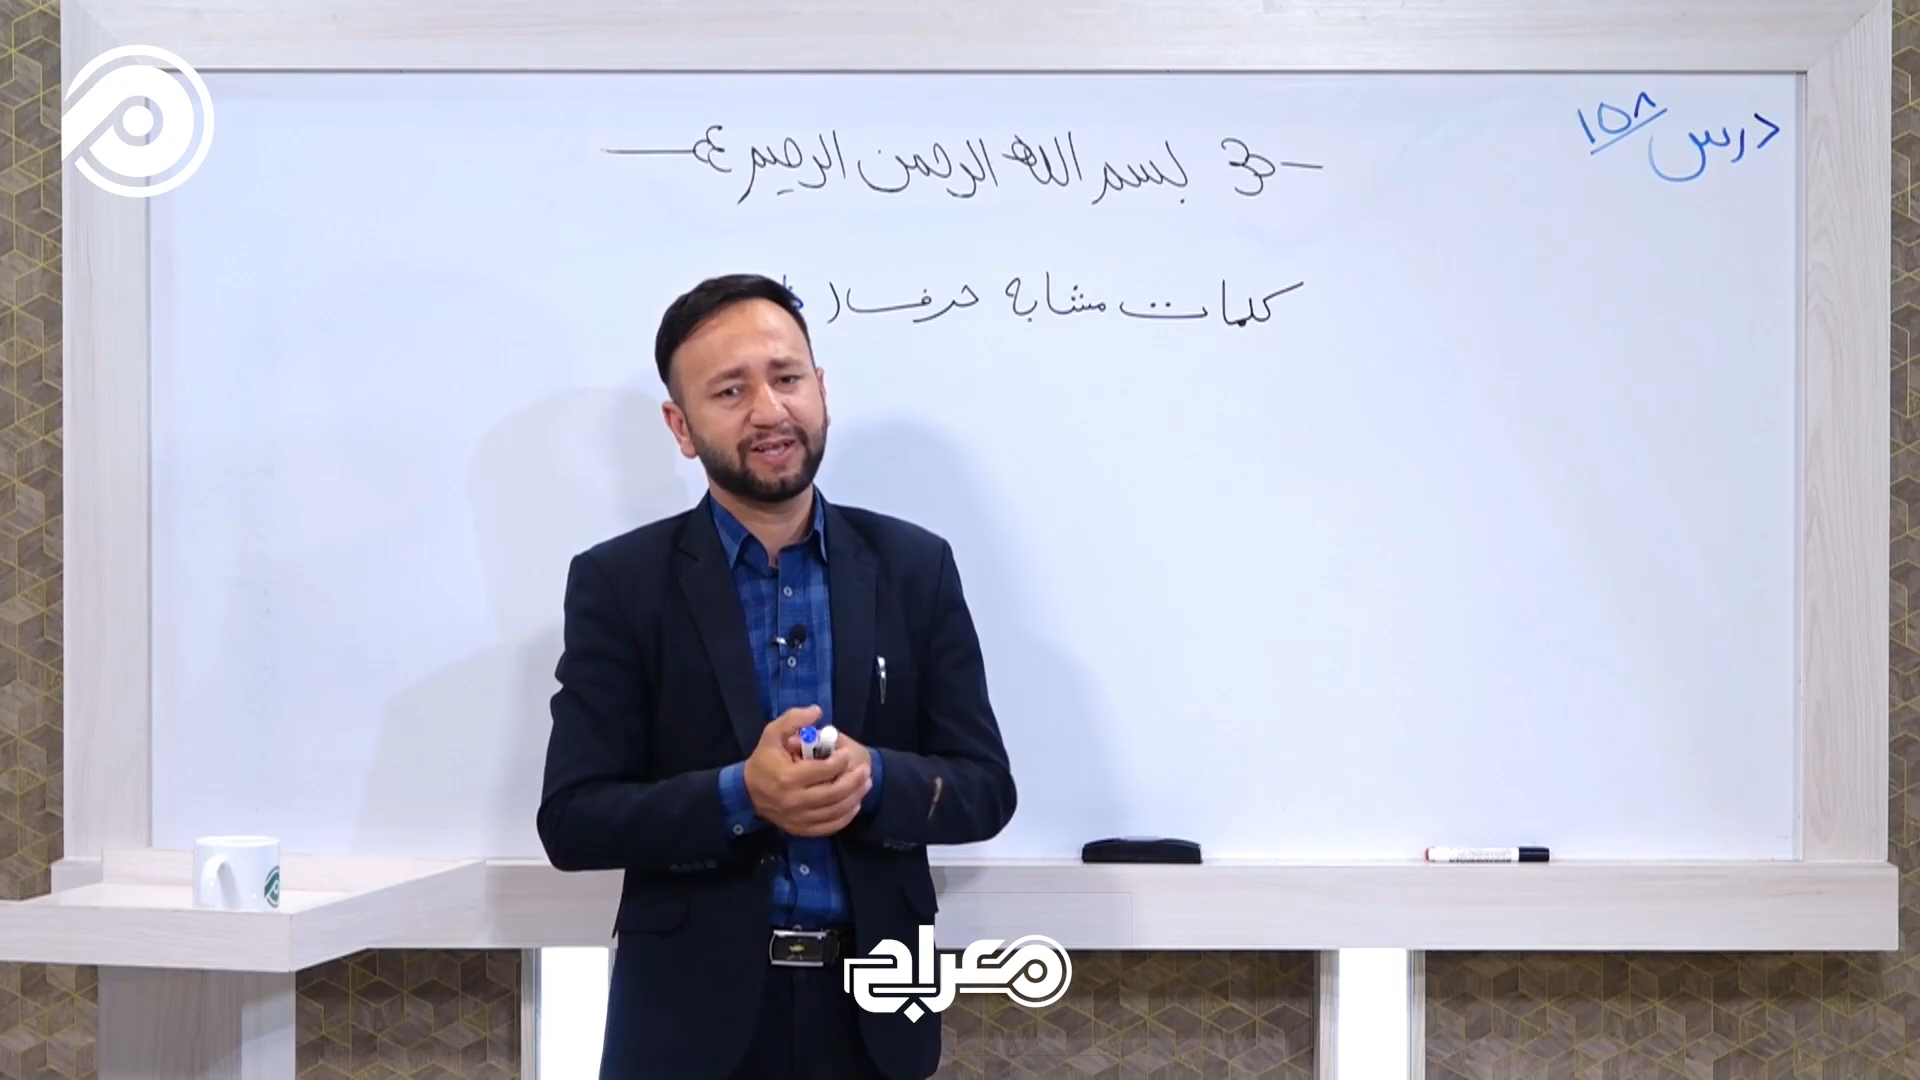 درس ۱۵۸
بسم الله الرحمن الرحیم
کلمات مشابه حرف (
معراج